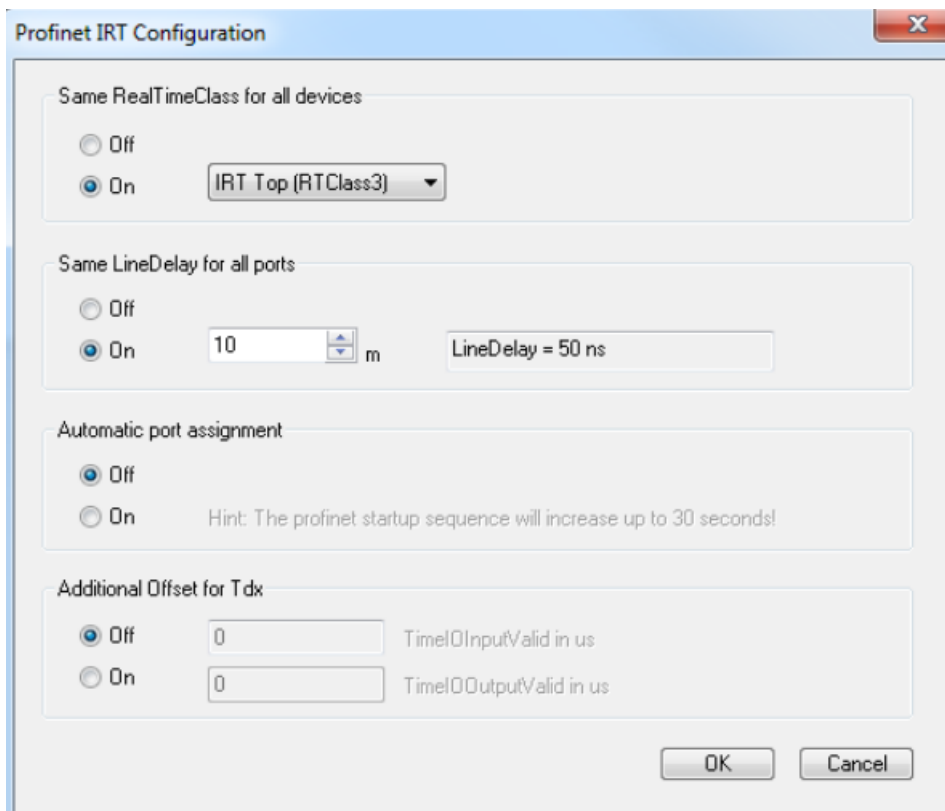 Profinet IRT Configuration
Same RealTimeClass for all devices
Off
On IRT Top (RTClass3)
Same LineDelay for all ports
Off
On 10 m LineDelay = 50 ns
Automatic port assignment
Off
On Hint: The profinet startup sequence will increase up to 30 seconds!
Additional Offset for Tdx
Off 0 TimeIOInputValid in us
On 0 TimeIOOutputValid in us
OK Cancel